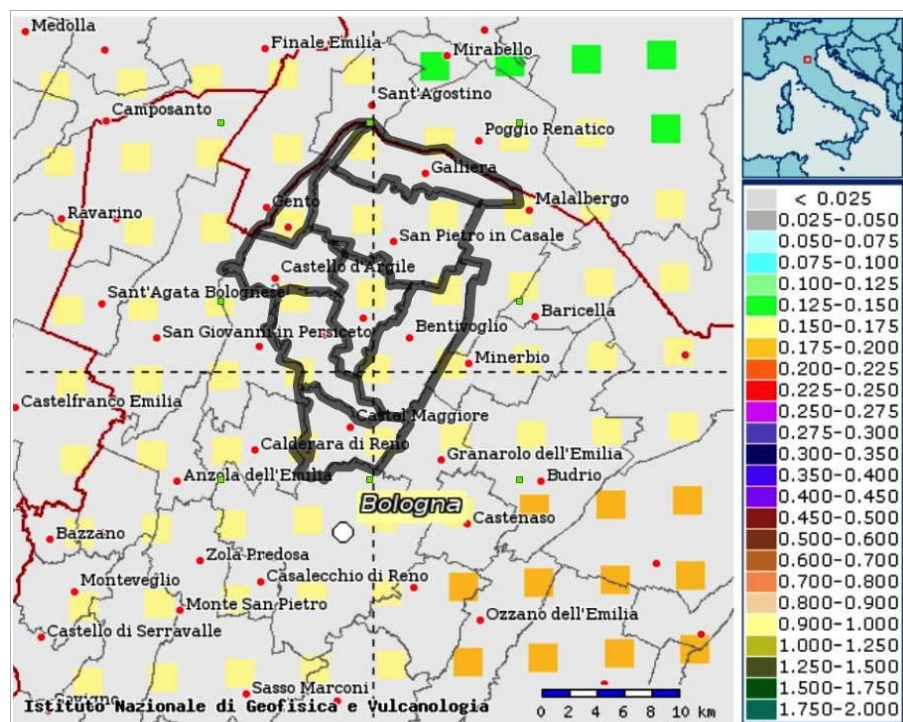 Medolla
Finale Emilia
Mirabello
Sant'Agostino
Camposanto
Poggio Renatico
Galliera
Ravarino
Cento
Malalbergo
San Pietro in Casale
Castello d'Argile
Sant'Agata Bolognese
Baricella
San Giovanni in Persiceto
Bentivoglio
Minerbio
Castelfranco Emilia
Castel Maggiore
Calderara di Reno
Granarolo dell'Emilia
Anzola dell'Emilia
Budrio
Bologna
Castenaso
Bazzano
Zola Predosa
Monteveglio
Casalecchio di Reno
Monte San Pietro
Ozzano dell'Emilia
Castello di Serravalle
Sasso Marconi
Istituto Nazionale di Geofisica e Vulcanologia
0 2 4 6 8 10 km
< 0.025
0.025-0.050
0.050-0.075
0.075-0.100
0.100-0.125
0.125-0.150
0.150-0.175
0.175-0.200
0.200-0.225
0.225-0.250
0.250-0.275
0.275-0.300
0.300-0.350
0.350-0.400
0.400-0.450
0.450-0.500
0.500-0.600
0.600-0.700
0.700-0.800
0.800-0.900
0.900-1.000
1.000-1.250
1.250-1.500
1.500-1.750
1.750-2.000